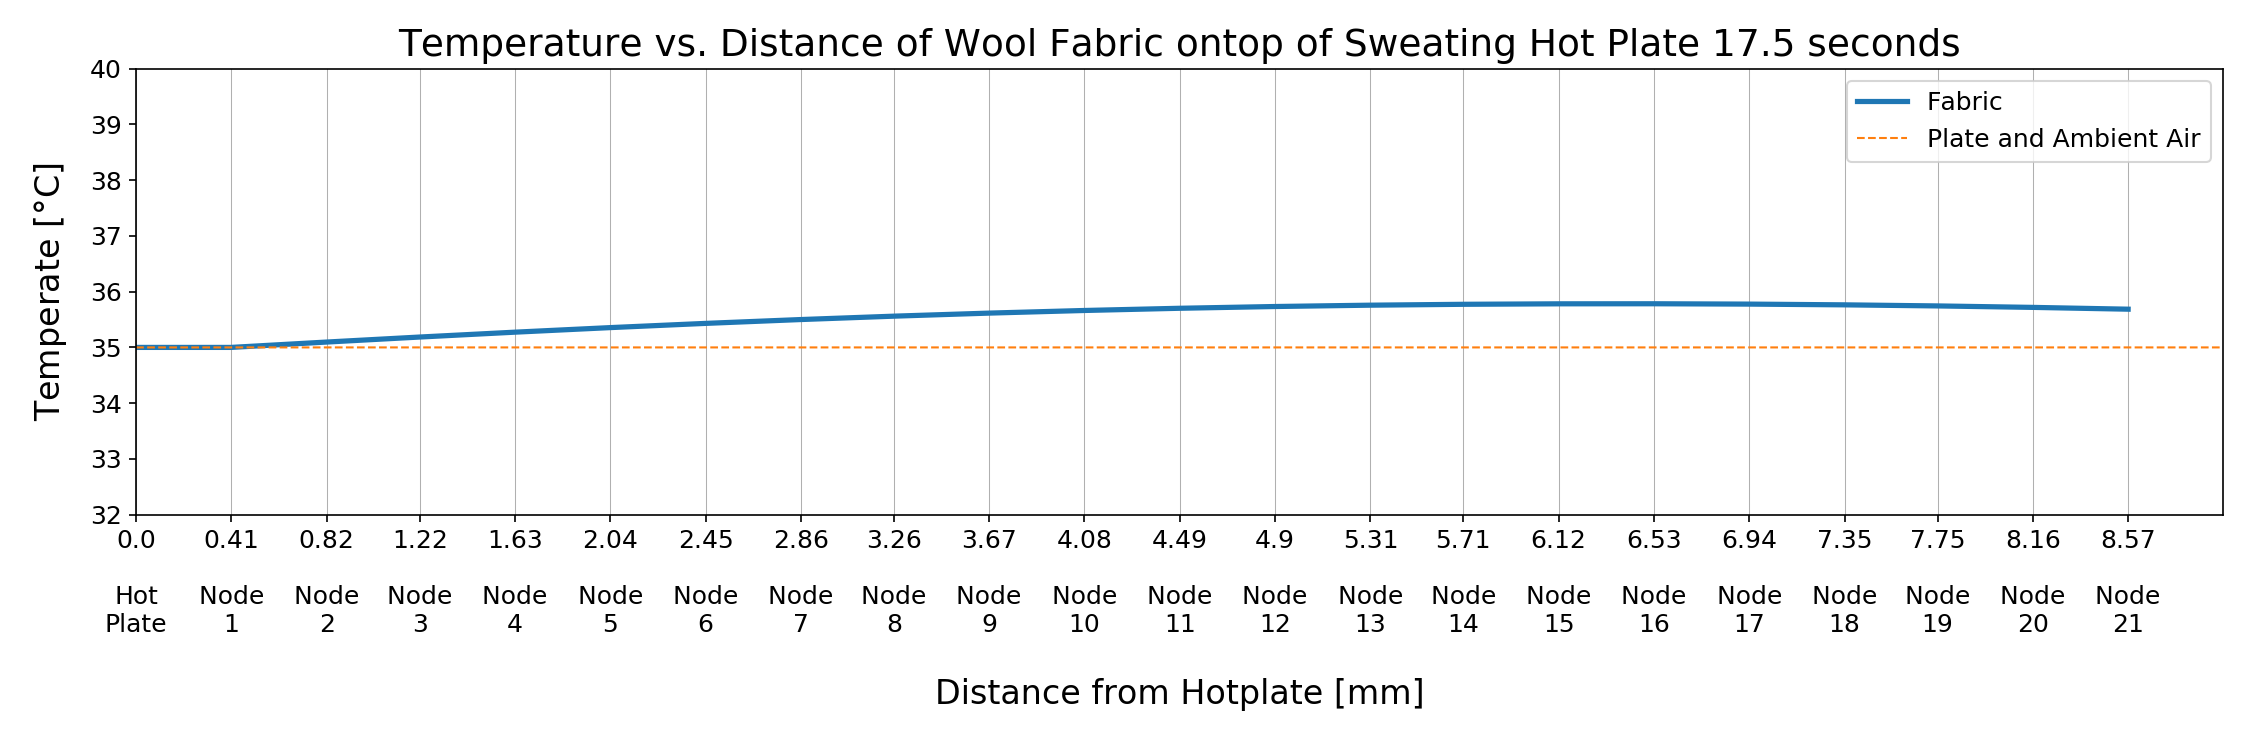 Temperature vs. Distance of Wool Fabric ontop of Sweating Hot Plate 17.5 seconds
Temperate [°C]
40
39
38
37
36
35
34
33
32
Fabric
Plate and Ambient Air
0.0 0.41 0.82 1.22 1.63 2.04 2.45 2.86 3.26 3.67 4.08 4.49 4.9 5.31 5.71 6.12 6.53 6.94 7.35 7.75 8.16 8.57
Hot Node Node Node Node Node Node Node Node Node Node Node Node Node Node Node Node Node Node Node Node Node
Plate 1 2 3 4 5 6 7 8 9 10 11 12 13 14 15 16 17 18 19 20 21
Distance from Hotplate [mm]